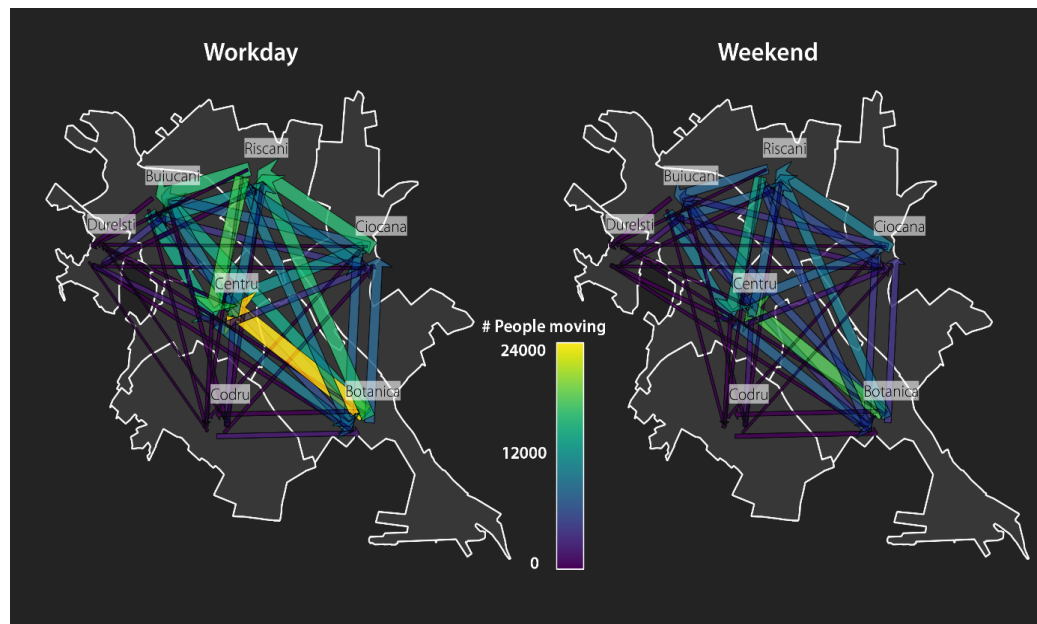 Workday
Weekend
Riscani
Buiucani
Durelsti
Ciocana
Centru
Codru
Botanica
# People moving
24000
12000
0
Riscani
Buiucani
Durelsti
Ciocana
Centru
Codru
Botanica